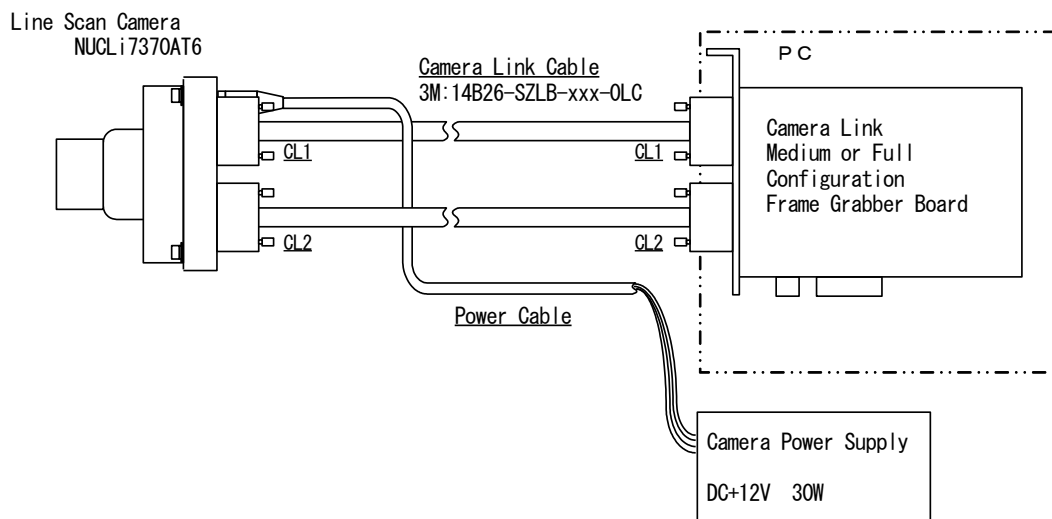 Line Scan Camera
NUCLi7370AT6
Camera Link Cable
3M:14B26-SZLB-xxx-0LC
PC
CL1
CL1
Camera Link
Medium or Full
Configuration
Frame Grabber Board
CL2
CL2
Power Cable
Camera Power Supply
DC+12V 30W